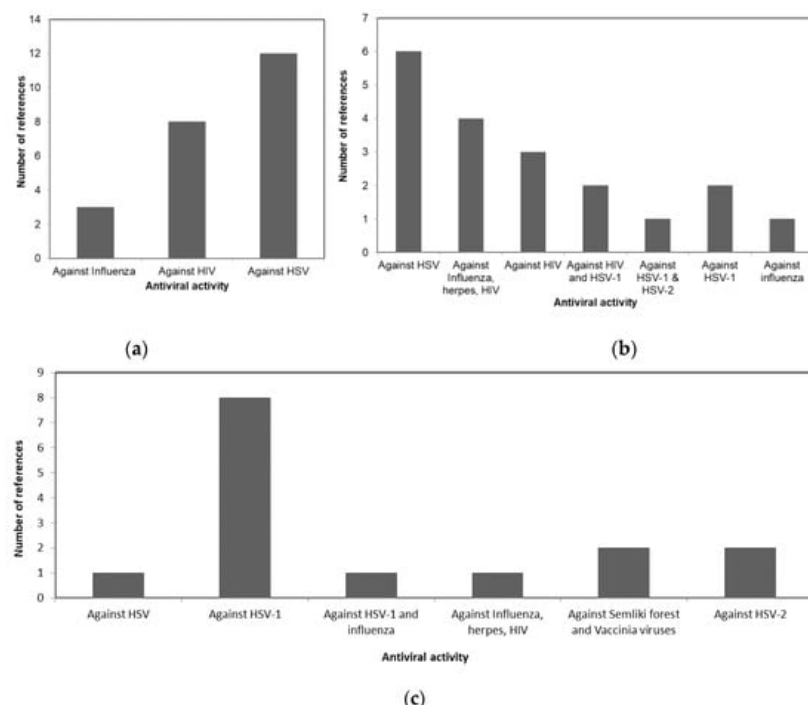 14
12
10
8
6
4
2
0
Number of references
Against Influenza
Against HIV
Against HSV
Antiviral activity
(a)
7
6
5
4
3
2
1
0
Number of references
Against HSV
Against
Influenza,
herpes, HIV
Against HIV
Against HIV
and HSV-1
Against
HSV-1 &
HSV-2
Against
HSV-1
Against
influenza
Antiviral activity
(b)
9
8
7
6
5
4
3
2
1
0
Number of references
Against HSV
Against HSV-1
Against HSV-1 and
influenza
Against Influenza,
herpes, HIV
Against Semliki forest
and Vaccinia viruses
Against HSV-2
Antiviral activity
(c)